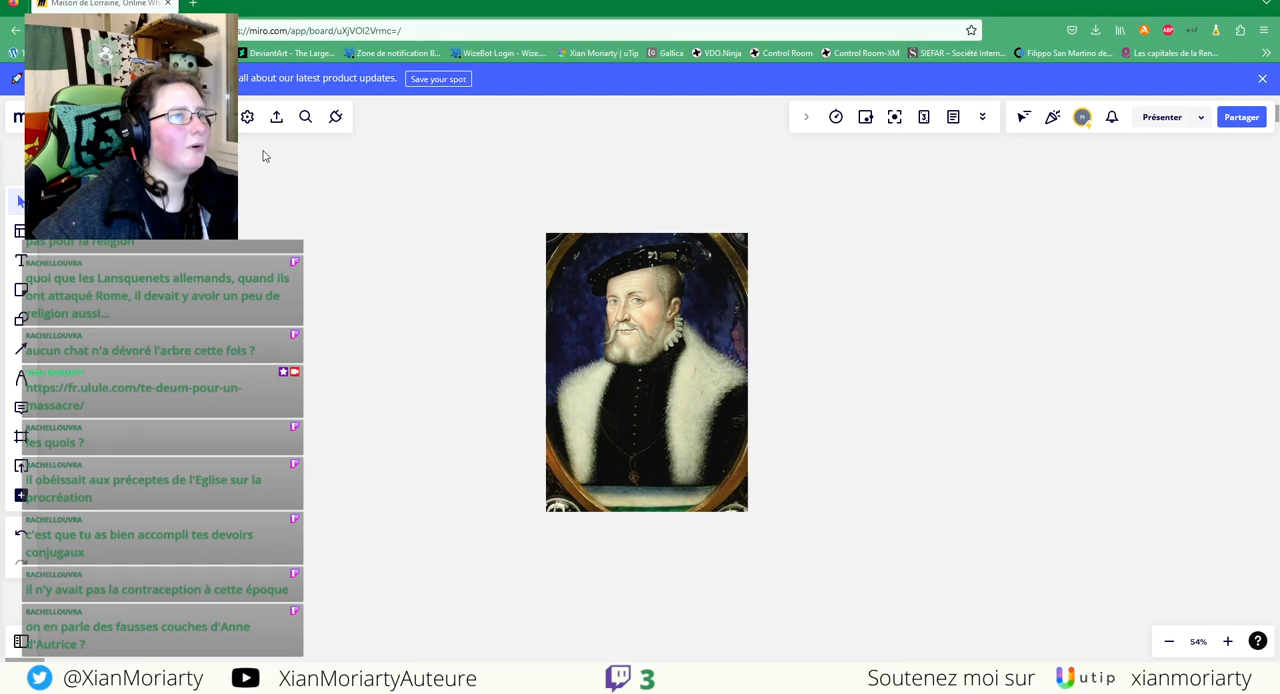 Maison de Lorraine, Online Wh
s://miro.com/app/board/uXjVOl2Vrmc=/
DeviantArt - The Large...
Zone de notification B...
WizeBot Login - Wize...
Xian Moriarty | uTip
Gallica
VDO.Ninja
Control Room
Control Room-XM
SIEFAR – Société Intern...
Filippo San Martino de...
Les capitales de la Ren...
all about our latest product updates.
Save your spot
Présenter
Partager
pas pour la religion
RACHELLOUVRA
quoi que les Lansquenets allemands, quand ils
ont attaqué Rome, il devait y avoir un peu de
religion aussi...
RACHELLOUVRA
aucun chat n'a dévoré l'arbre cette fois ?
https://fr.ulule.com/te-deum-pour-un-
massacre/
RACHELLOUVRA
les quois ?
RACHELLOUVRA
il obéissait aux préceptes de l'Eglise sur la
procréation
RACHELLOUVRA
c'est que tu as bien accompli tes devoirs
conjugaux
RACHELLOUVRA
il n'y avait pas la contraception à cette époque
RACHELLOUVRA
on en parle des fausses couches d'Anne
d'Autrice ?
54%
@XianMoriarty
XianMoriartyAuteure
3
Soutenez moi sur
utip
xianmoriarty